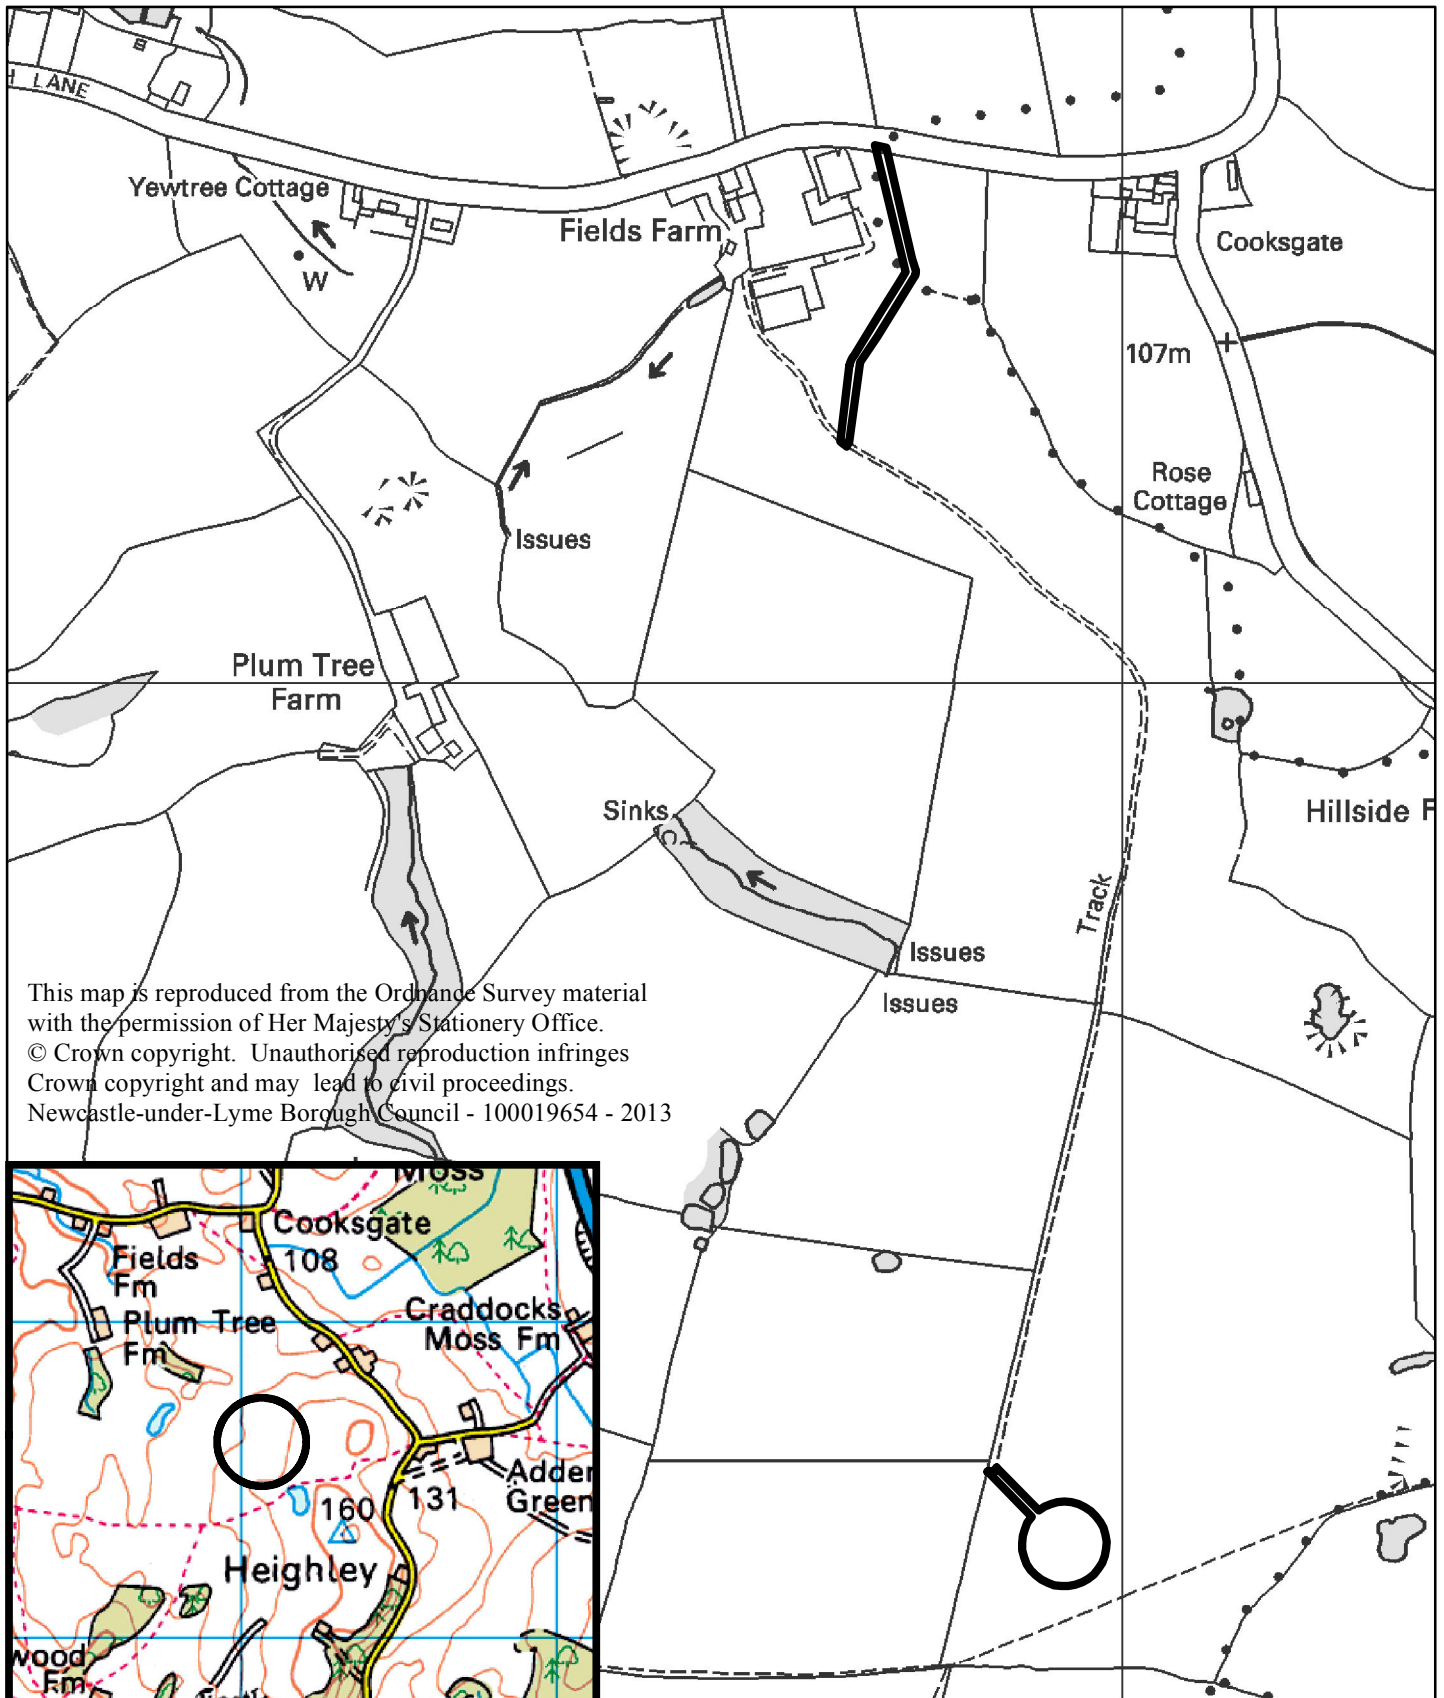 LANE
Yewtree Cottage
W
Fields Farm
Cooksgate
107m
Rose
Cottage
Issues
Plum Tree
Farm
Hillside F
Sinks
C
Track
Issues
Issues
This map is reproduced from the Ordnance Survey material
with the permission of Her Majesty's Stationery Office.
© Crown copyright. Unauthorised reproduction infringes
Crown copyright and may lead to civil proceedings.
Newcastle-under-Lyme Borough Council - 100019654 - 2013
Moss
Cooksgate
108
Fields
Fm
Plum Tree
Fm
Craddocks
Moss Fm
Adder
Green
131
160
Heighley
wood
Fm